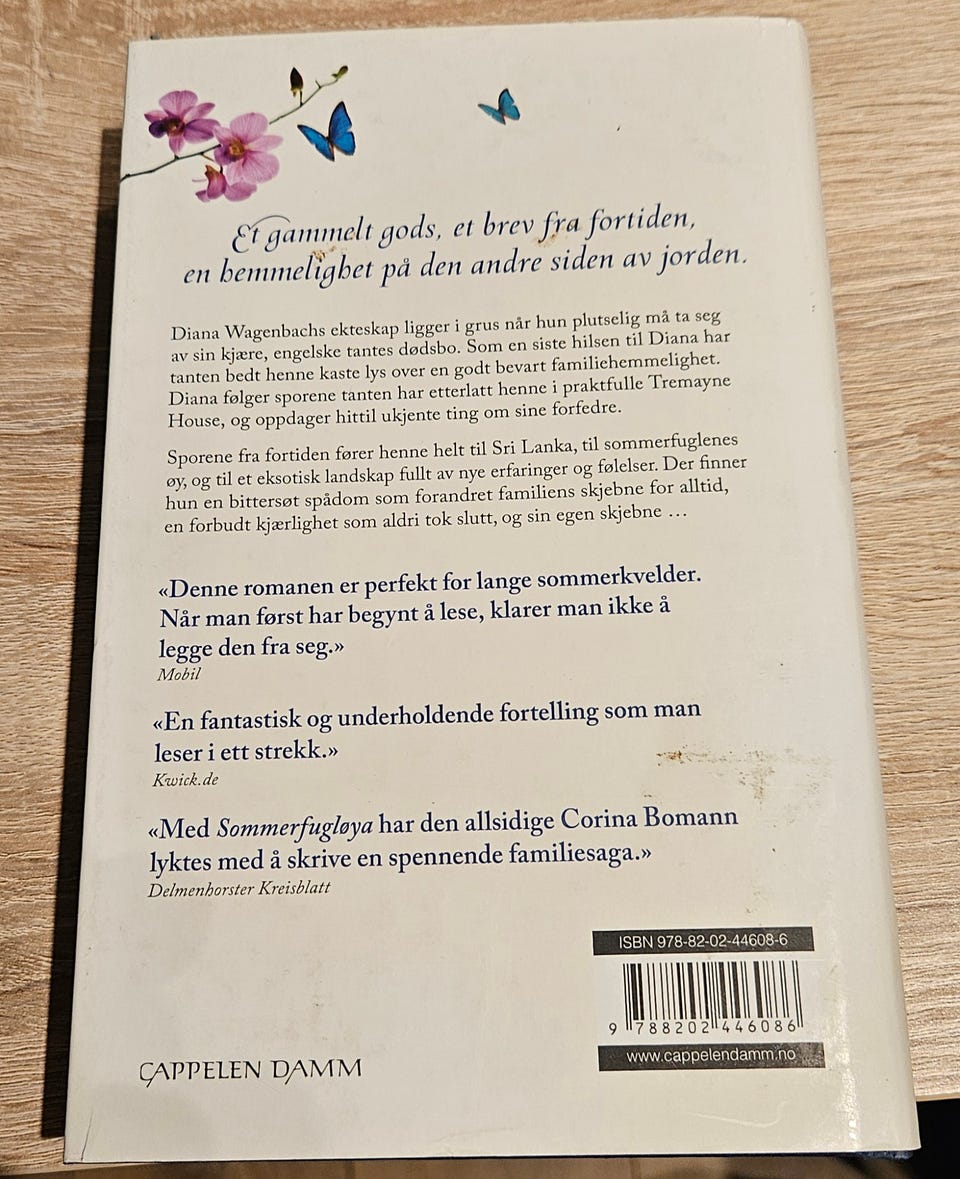 Et gammelt gods, et brev fra fortiden,
en hemmelighet på den andre siden av jorden.
Diana Wagenbachs ekteskap ligger i grus når hun plutselig må ta seg
av sin kjære, engelske tantes dødsbo. Som en siste hilsen til Diana har
tanten bedt henne kaste lys over en godt bevart familiehemmelighet.
Diana følger sporene tanten har etterlatt henne i praktfulle Tremayne
House, og oppdager hittil ukjente ting om sine forfedre.
Sporene fra fortiden fører henne helt til Sri Lanka, til sommerfuglenes
øy, og til et eksotisk landskap fullt av nye erfaringer og følelser. Der finner
hun en bittersøt spådom som forandret familiens skjebne for alltid,
en forbudt kjærlighet som aldri tok slutt, og sin egen skjebne …
«Denne romanen er perfekt for lange sommerkvelder.
Når man først har begynt å lese, klarer man ikke å
legge den fra seg.»
Mobil
«En fantastisk og underholdende fortelling som man
leser i ett strekk.»
Kwick.de
«Med Sommerfugløya har den allsidige Corina Bomann
lyktes med å skrive en spennende familiesaga.»
Delmenhorster Kreisblatt
ISBN 978-82-02-44608-6
9 788202 446086
www.cappelendamm.no
CAPPELEN DAMM